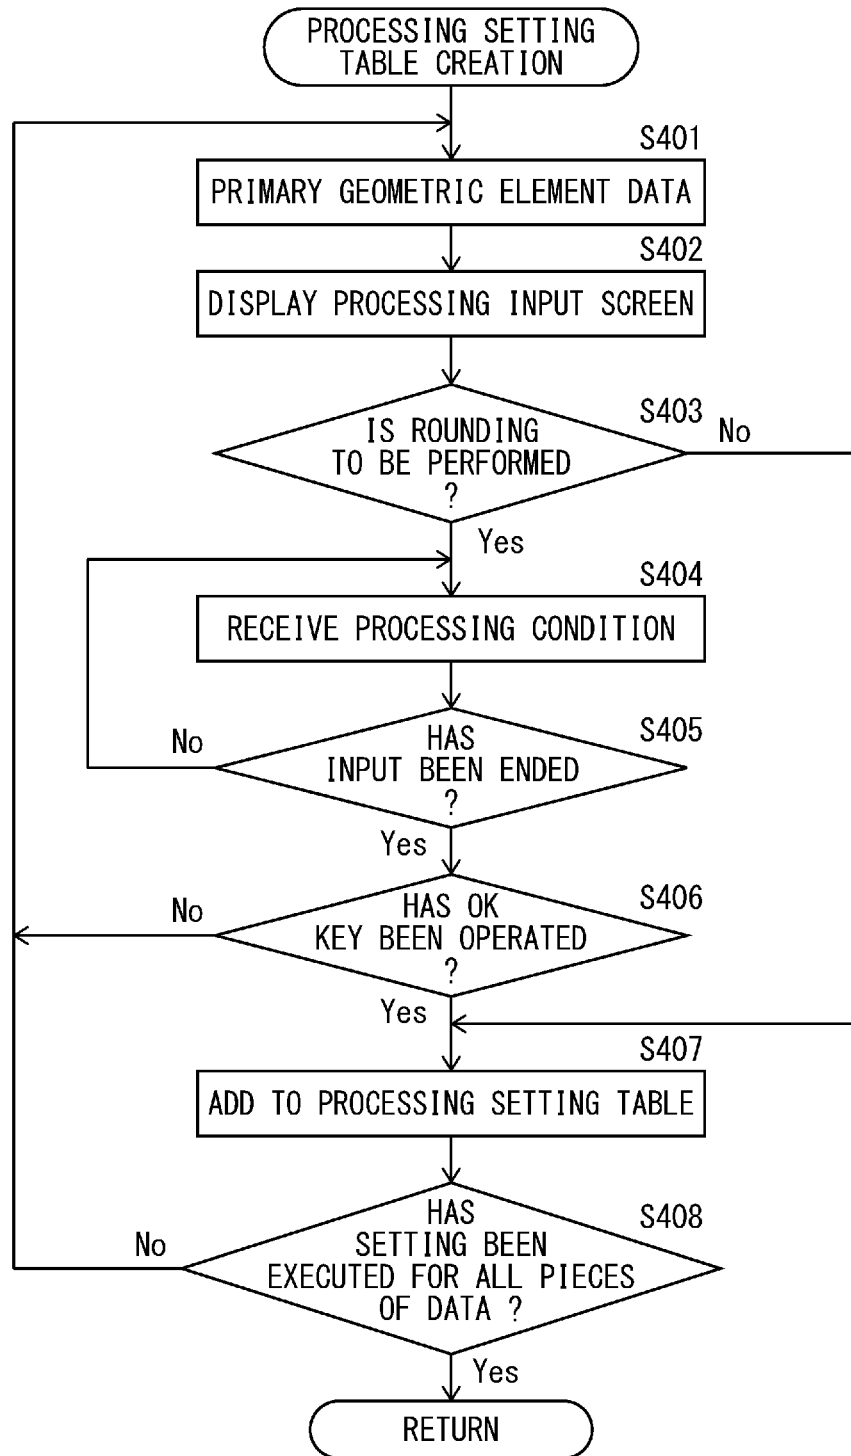 PROCESSING SETTING
TABLE CREATION
S401
PRIMARY GEOMETRIC ELEMENT DATA
S402
DISPLAY PROCESSING INPUT SCREEN
S403
IS ROUNDING
TO BE PERFORMED
?
No
Yes
S404
RECEIVE PROCESSING CONDITION
S405
HAS
INPUT BEEN ENDED
?
No
Yes
S406
HAS OK
KEY BEEN OPERATED
?
No
Yes
S407
ADD TO PROCESSING SETTING TABLE
S408
HAS
SETTING BEEN
EXECUTED FOR ALL PIECES
OF DATA ?
No
Yes
RETURN